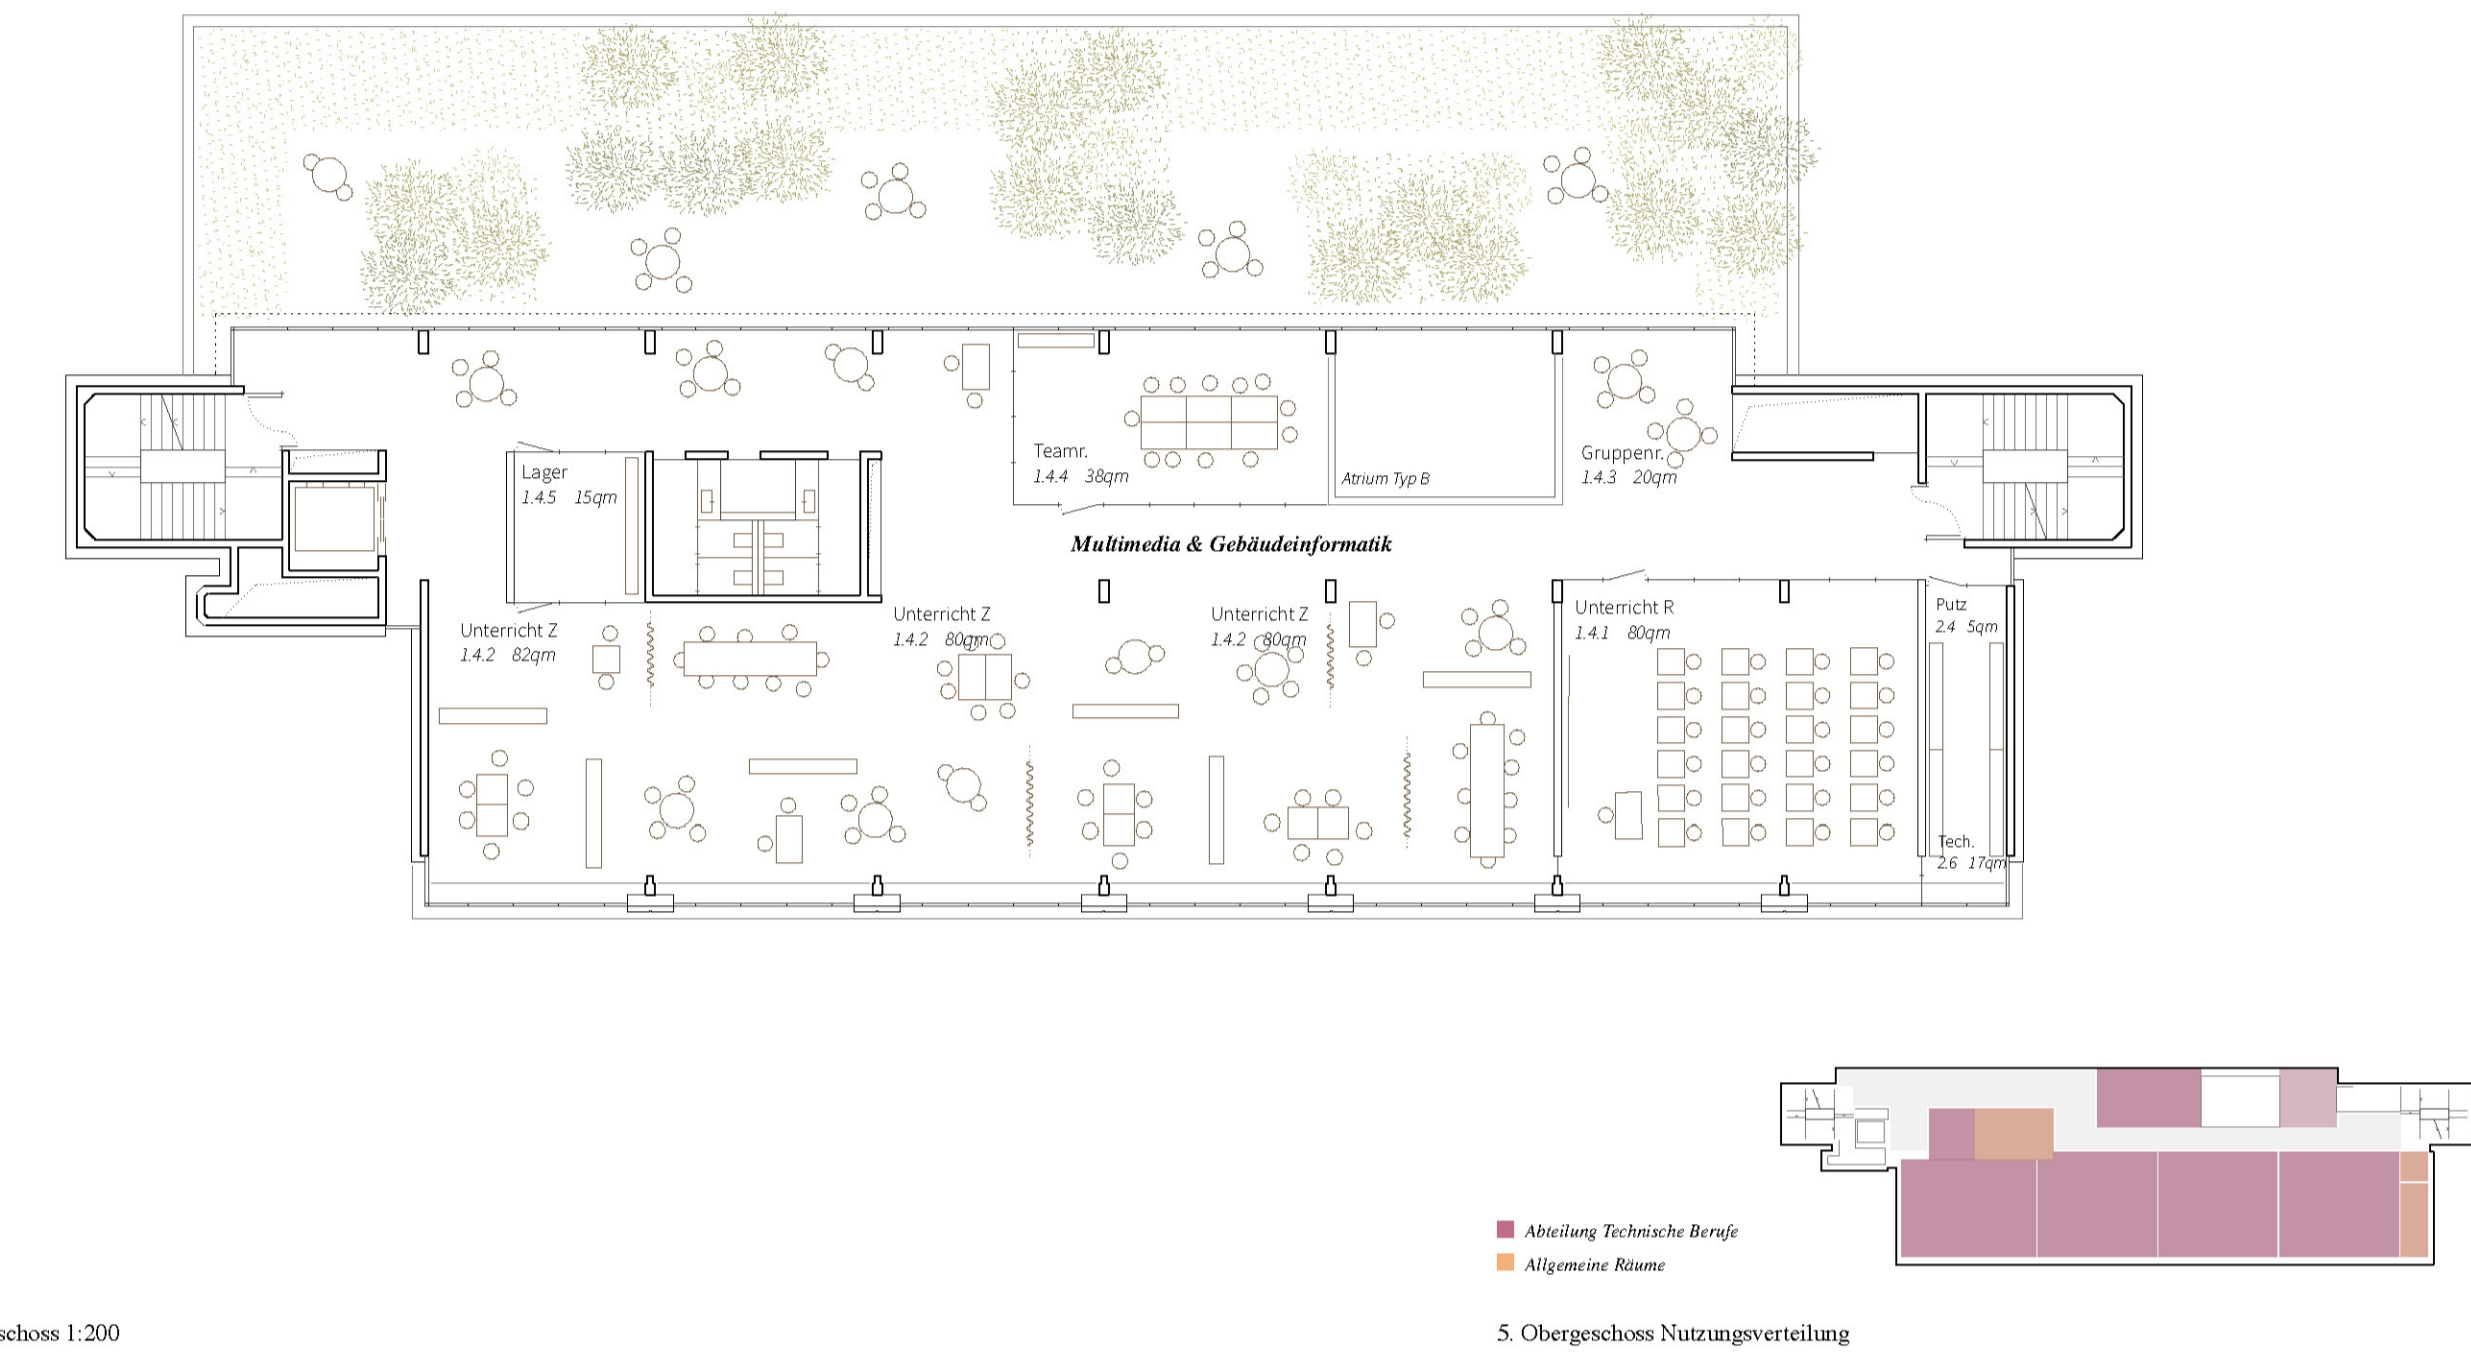 Teamr.
1.4.4 38qm
Atrium Typ B
Gruppenr.
1.4.3 20qm
Lager
1.4.5 15qm
Multimedia & Gebäudeinformatik
Unterricht Z
1.4.2 82qm
Unterricht Z
1.4.2 80qm
Unterricht Z
1.4.2 80qm
Unterricht R
1.4.1 80qm
Putz
2.4 5qm
Tech.
2.6 17qm
Abteilung Technische Berufe
Allgemeine Räume
schoss 1:200
5. Obergeschoss Nutzungsverteilung